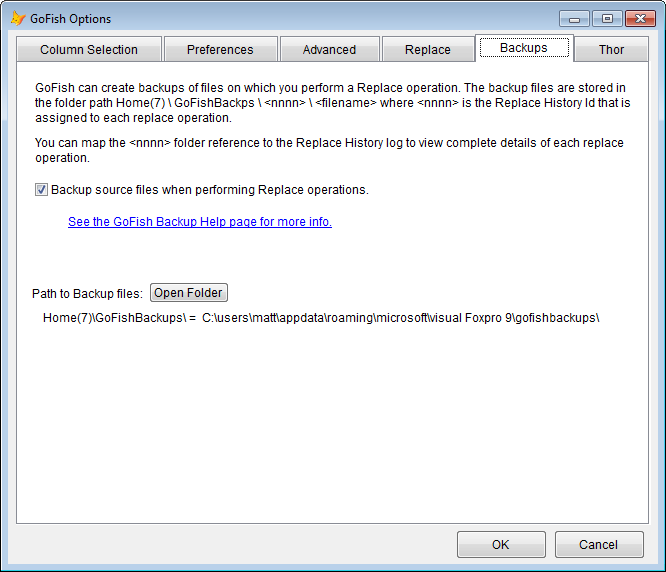 GoFish Options
Column Selection
Preferences
Advanced
Replace
Backups
Thor
GoFish can create backups of files on which you perform a Replace operation. The backup files are stored in
the folder path Home(7) \ GoFishBackps \ <nnnn> \ <filename> where <nnnn> is the Replace History Id that is
assigned to each replace operation.
You can map the <nnnn> folder reference to the Replace History log to view complete details of each replace
operation.
Backup source files when performing Replace operations.
See the GoFish Backup Help page for more info.
Path to Backup files:
Open Folder
Home(7)\GoFishBackups\ = C:\users\matt\appdata\roaming\microsoft\visual Foxpro 9\gofishbackups\
OK
Cancel